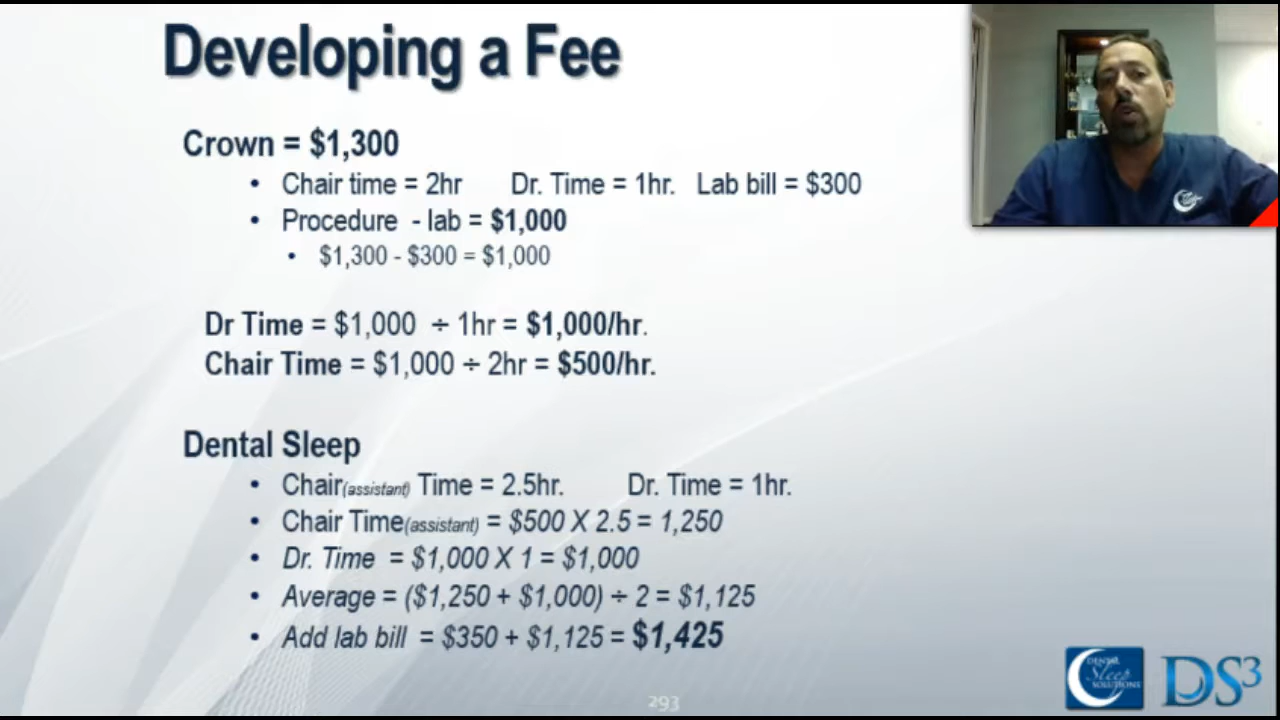 Developing a Fee
Crown = $1,300
• Chair time = 2hr Dr. Time = 1hr. Lab bill = $300
• Procedure - lab = $1,000
• $1,300 - $300 = $1,000
Dr Time = $1,000 ÷ 1hr = $1,000/hr.
Chair Time = $1,000 ÷ 2hr = $500/hr.
Dental Sleep
• Chair(assistant) Time = 2.5hr. Dr. Time = 1hr.
• Chair Time(assistant) = $500 X 2.5 = 1,250
• Dr. Time = $1,000 X 1 = $1,000
• Average = ($1,250 + $1,000) ÷ 2 = $1,125
• Add lab bill = $350 + $1,125 = $1,425
293
DENTAL
Sleep
SOLUTIONS
DS3